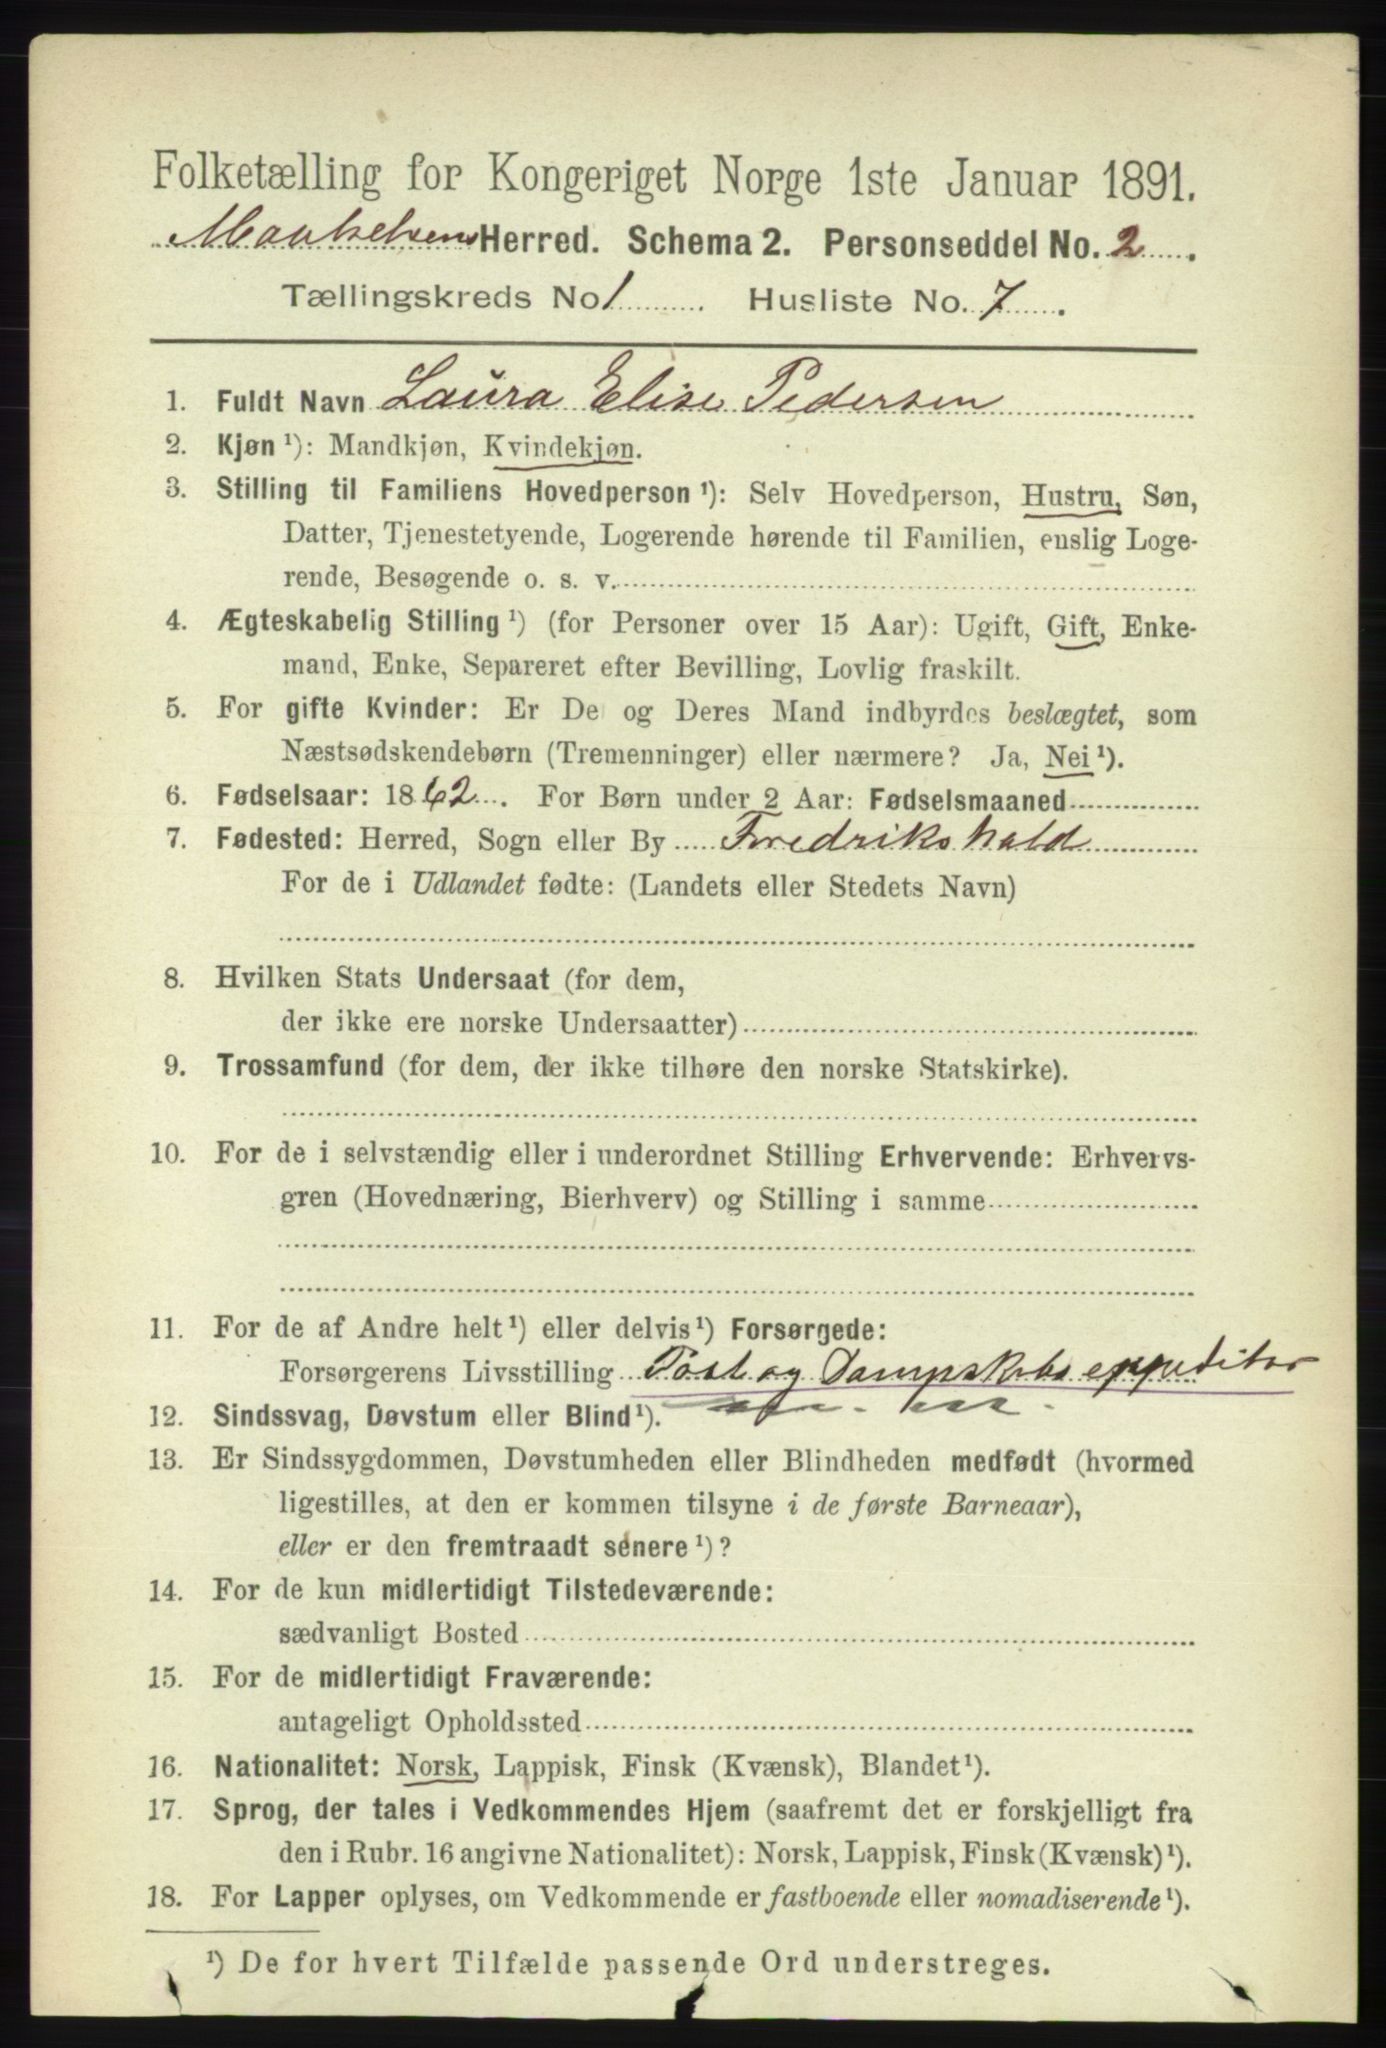 Folketælling for Kongeriget Norge 1ste Januar 1891.
Maalselvens Herred. Schema 2. Personseddel No. 2.
Tællingskreds No 1. Husliste No. 7.
1. Fuldt Navn Laura Elise Pedersen
2. Kjøn ¹): Mandkjøn, Kvindekjøn.
3. Stilling til Familiens Hovedperson ¹): Selv Hovedperson, Hustru, Søn,
Datter, Tjenestetyende, Logerende hørende til Familien, enslig Loge-
rende, Besøgende o. s. v.
4. Ægteskabelig Stilling ¹) (for Personer over 15 Aar): Ugift, Gift, Enke-
mand, Enke, Separeret efter Bevilling, Lovlig fraskilt.
5. For gifte Kvinder: Er De og Deres Mand indbyrdes beslægtet, som
Næstsødskendebørn (Tremenninger) eller nærmere? Ja, Nei ¹).
6. Fødselsaar: 1862. For Børn under 2 Aar: Fødselsmaaned
7. Fødested: Herred, Sogn eller By Fredrikshald
For de i Udlandet fødte: (Landets eller Stedets Navn)
8. Hvilken Stats Undersaat (for dem,
der ikke ere norske Undersaatter)
9. Trossamfund (for dem, der ikke tilhøre den norske Statskirke).
10. For de i selvstændig eller i underordnet Stilling Erhvervende: Erhvervs-
gren (Hovednæring, Bierhverv) og Stilling i samme
11. For de af Andre helt ¹) eller delvis ¹) Forsørgede:
Forsørgerens Livsstilling Post og Dampskibsexpeditør
12. Sindssvag, Døvstum eller Blind ¹).
13. Er Sindssygdommen, Døvstumheden eller Blindheden medfødt (hvormed
ligestilles, at den er kommen tilsyne i de første Barneaar),
eller er den fremtraadt senere ¹)?
14. For de kun midlertidigt Tilstedeværende:
sædvanligt Bosted
15. For de midlertidigt Fraværende:
antageligt Opholdssted
16. Nationalitet: Norsk, Lappisk, Finsk (Kvænsk), Blandet ¹).
17. Sprog, der tales i Vedkommendes Hjem (saafremt det er forskjelligt fra
den i Rubr. 16 angivne Nationalitet): Norsk, Lappisk, Finsk (Kvænsk) ¹).
18. For Lapper oplyses, om Vedkommende er fastboende eller nomadiserende ¹).
¹) De for hvert Tilfælde passende Ord understreges.